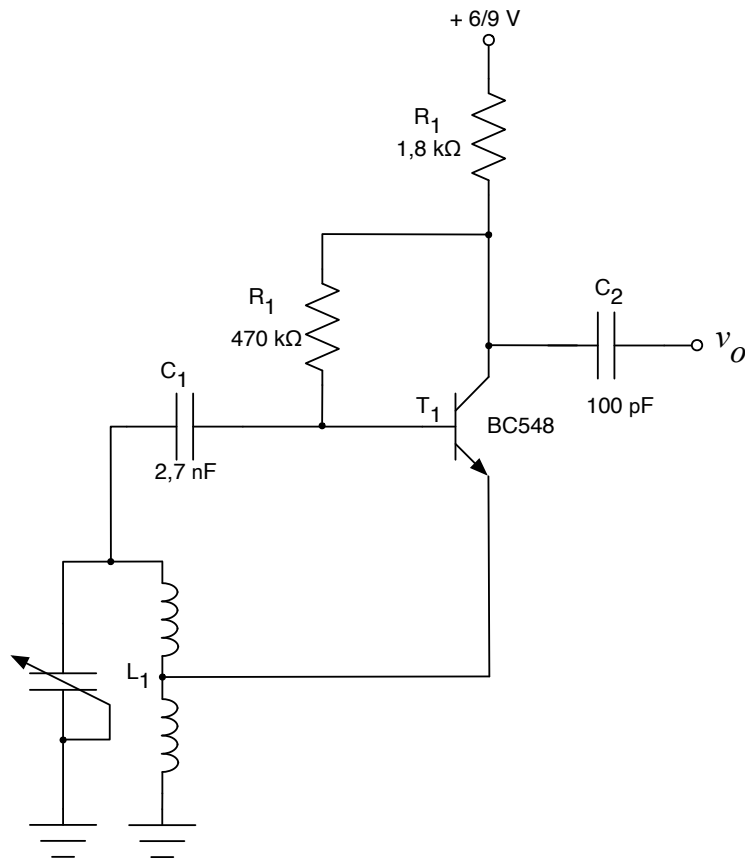 + 6/9 V
R1
1,8 kΩ
R1
470 kΩ
C2
vo
100 pF
C1
2,7 nF
T1
BC548
L1